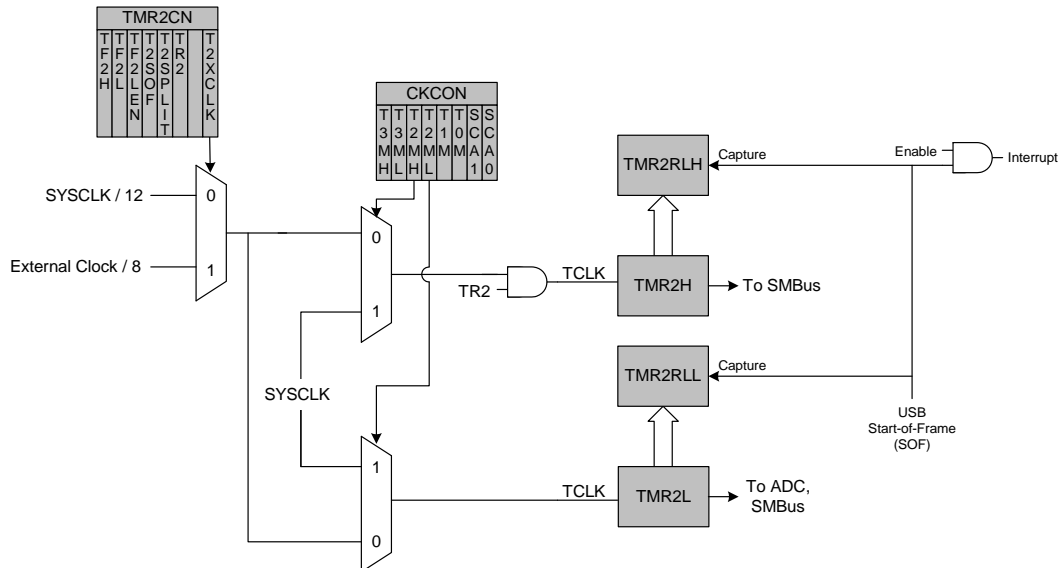 TMR2CN
TF2H
TF2L
TF2LEN
T2SOF
T2SPLIT
TR2
T2XCLK
CKCON
T3MH
T3ML
T2MH
T2ML
T1M
T0M
SCA1
SCA0
SYSCLK / 12
0
External Clock / 8
1
0
1
TR2
TCLK
TMR2RLH
Capture
Enable
Interrupt
TMR2H
To SMBus
SYSCLK
TMR2RLL
Capture
USB
Start-of-Frame
(SOF)
1
0
TCLK
TMR2L
To ADC,
SMBus